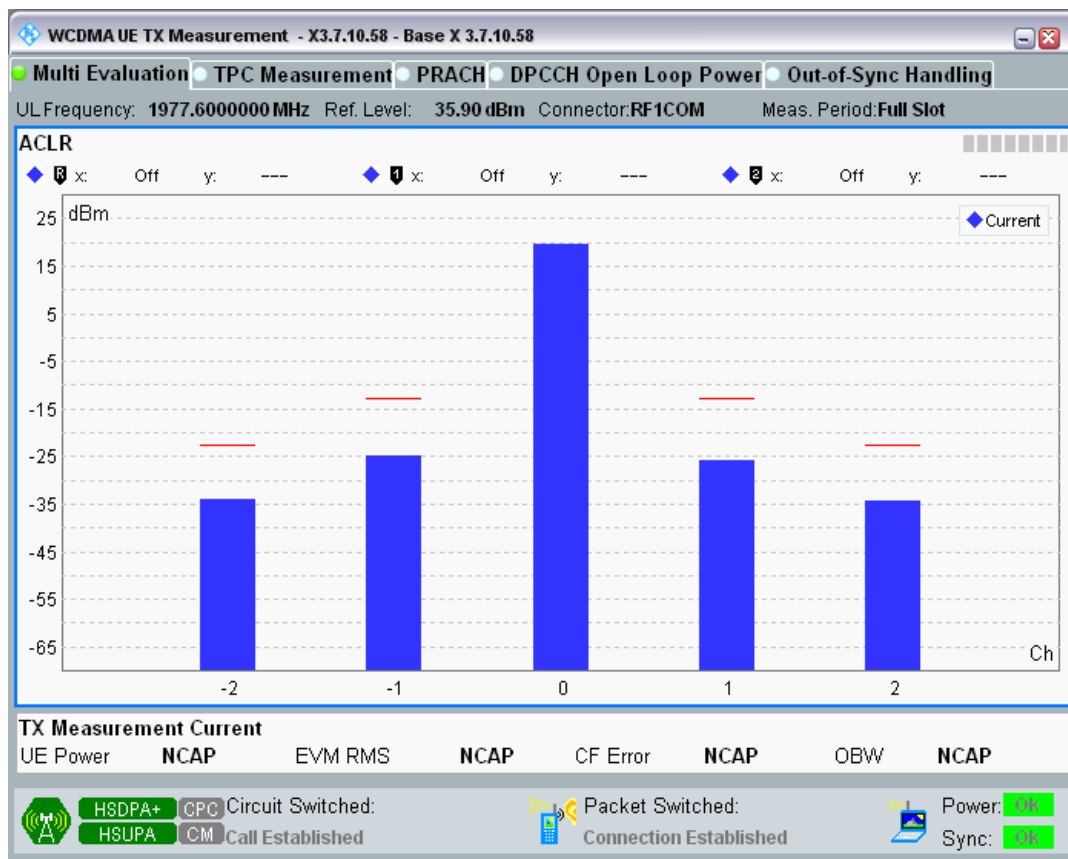 WCDMA UE TX Measurement - X3.7.10.58 - Base X 3.7.10.58
Multi Evaluation TPC Measurement PRACH DPCCH Open Loop Power Out-of-Sync Handling
UL Frequency: 1977.6000000 MHz Ref. Level: 35.90 dBm Connector:RF1COM Meas. Period:Full Slot
ACLR
R x: Off y: --- 1 x: Off y: --- 2 x: Off y: ---
dBm
Current
25
15
5
-5
-15
-25
-35
-45
-55
-65
Ch
-2 -1 0 1 2
TX Measurement Current
UE Power NCAP EVM RMS NCAP CF Error NCAP OBW NCAP
HSDPA+ CPC Circuit Switched: Packet Switched: Power: OK
HSUPA CM Call Established Connection Established Sync: OK